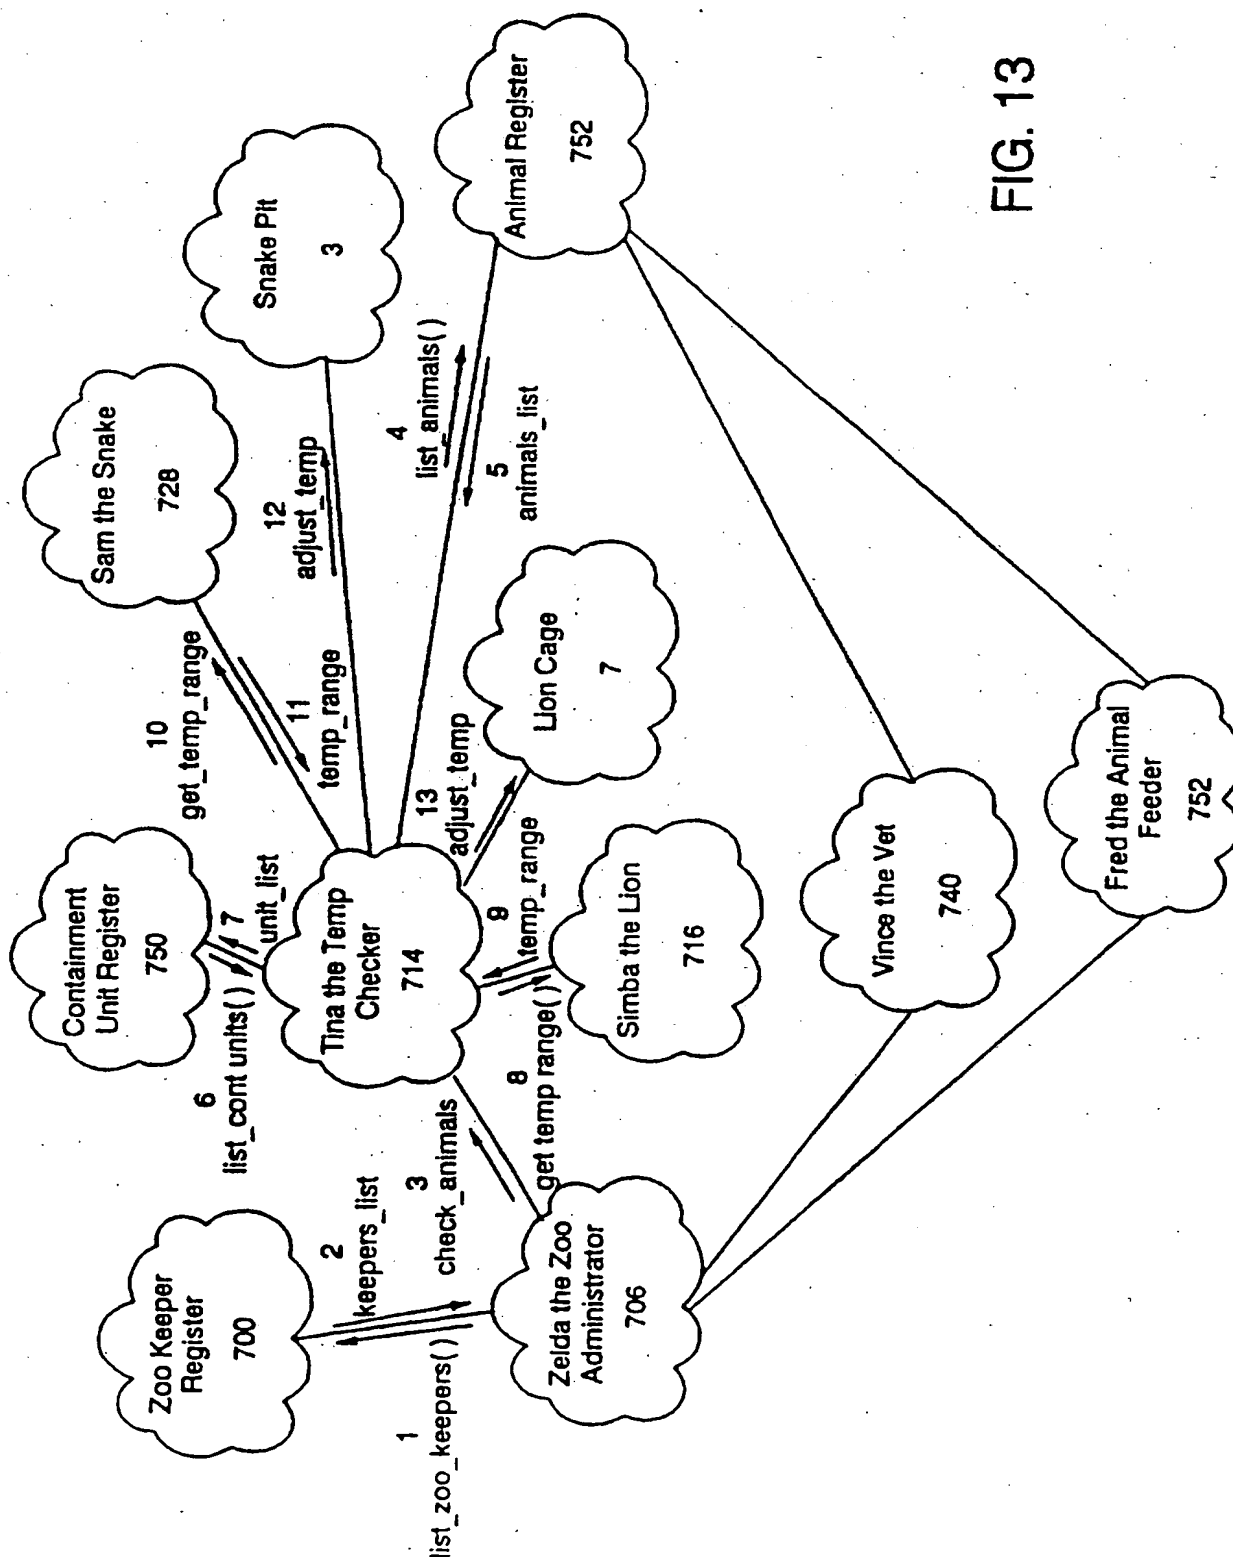 Zoo Keeper
Register
700
1
list_zoo_keepers()
2
keepers_list
Zelda the Zoo
Administrator
706
3
check_animals
6
list_cont units()
Containment
Unit Register
750
7
unit_list
Tina the Temp
Checker
714
8
get temp range()
9
temp_range
Simba the Lion
716
10
get_temp_range
11
temp_range
Sam the Snake
728
12
adjust_temp
Snake Pit
3
13
adjust_temp
Lion Cage
7
4
list_animals()
5
animals_list
Animal Register
752
Vince the Vet
740
Fred the Animal
Feeder
752
FIG. 13